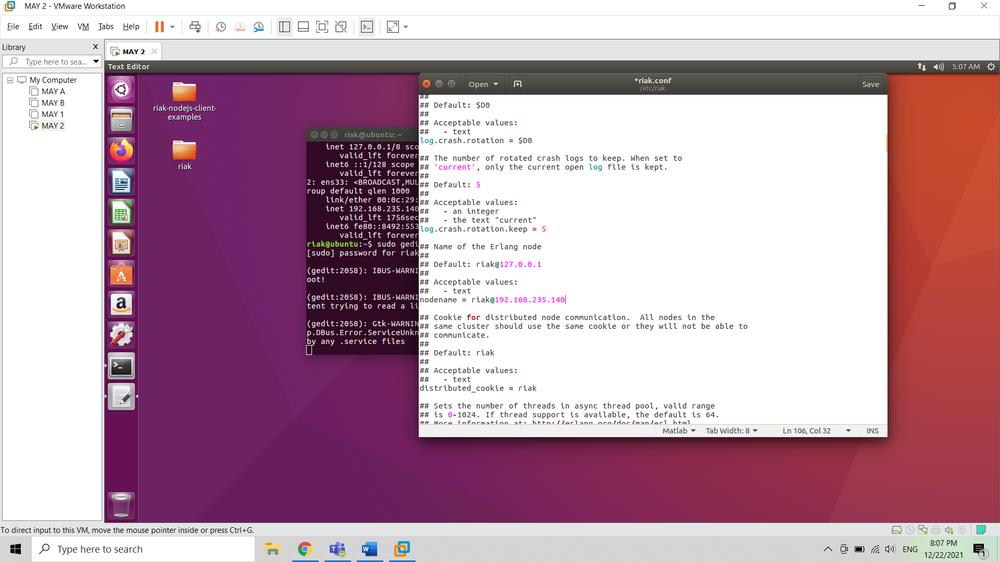 MAY 2 - VMware Workstation
File Edit View VM Tabs Help
Library
Type here to sea...
My Computer
MAY A
MAY B
MAY 1
MAY 2
MAY 2
Text Editor
5:07 AM
riak-nodejs-client-
examples
riak
riak@ubuntu: ~
inet 127.0.0.1/8 sco
valid_lft forever
inet6 ::1/128 scope
valid_lft forever
2: ens33: <BROADCAST,MUL
roup default qlen 1000
link/ether 00:0c:29:
inet 192.168.235.140
valid_lft 1756sec
inet6 fe80::8492:553
valid_lft forever
riak@ubuntu:~$ sudo gedi
[sudo] password for riak
(gedit:2058): IBUS-WARNI
oot!
(gedit:2058): IBUS-WARNI
tent trying to read a li
(gedit:2058): Gtk-WARNIN
p.DBus.Error.ServiceUnkn
by any .service files
Open
*riak.conf
/etc/riak
Save
##
## Default: $D0
##
## Acceptable values:
##   - text
log.crash.rotation = $D0
## The number of rotated crash logs to keep. When set to
## 'current', only the current open log file is kept.
##
## Default: 5
##
## Acceptable values:
##   - an integer
##   - the text "current"
log.crash.rotation.keep = 5
## Name of the Erlang node
##
## Default: riak@127.0.0.1
##
## Acceptable values:
##   - text
nodename = riak@192.168.235.140
## Cookie for distributed node communication.  All nodes in the
## same cluster should use the same cookie or they will not be able to
## communicate.
##
## Default: riak
##
## Acceptable values:
##   - text
distributed_cookie = riak
## Sets the number of threads in async thread pool, valid range
## is 0-1024. If thread support is available, the default is 64.
## More information at: http://erlang.org/doc/man/erl.html
Matlab Tab Width: 8 Ln 106, Col 32 INS
To direct input to this VM, move the mouse pointer inside or press Ctrl+G.
Type here to search
ENG
8:07 PM
12/22/2021
1